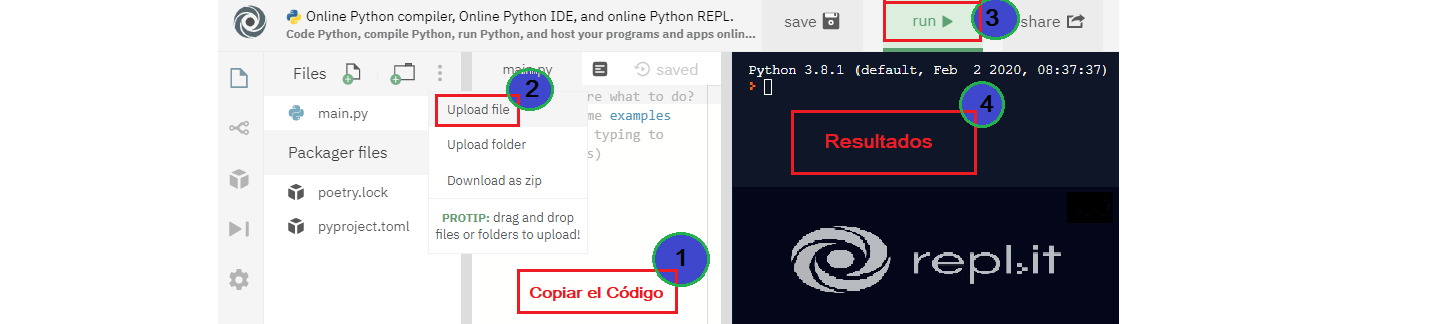 Online Python compiler, Online Python IDE, and online Python REPL.
Code Python, compile Python, run Python, and host your programs and apps onlin...
save
run
3
share
Files
main.py
saved
Python 3.8.1 (default, Feb 2 2020, 08:37:37)
2
Upload file
re what to do?
main.py
me examples
4
Upload folder
typing to
Resultados
Packager files
s)
Download as zip
poetry.lock
PROTIP: drag and drop
files or folders to upload!
pyproject.toml
1
Copiar el Código
repl.it